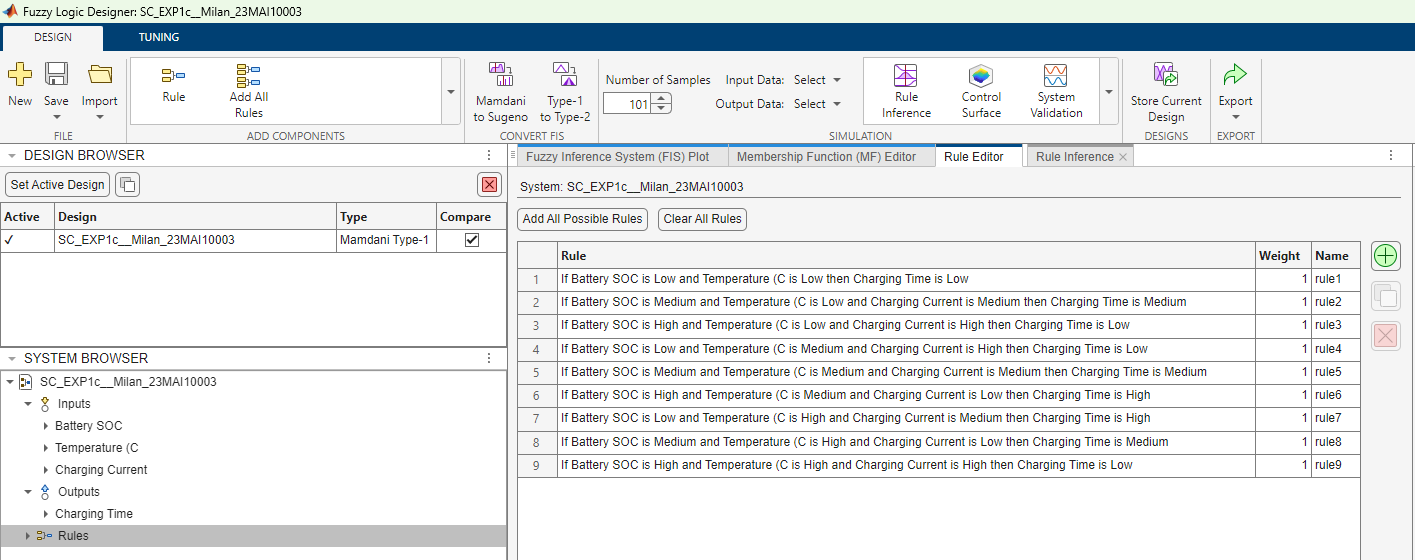 Fuzzy Logic Designer: SC_EXP1c__Milan_23MAI10003
DESIGN TUNING
New Save Import
FILE
Rule Add All Rules
ADD COMPONENTS
Mamdani to Sugeno Type-1 to Type-2
CONVERT FIS
Number of Samples Input Data: Select
101 Output Data: Select
Rule Inference Control Surface System Validation
SIMULATION
Store Current Design
DESIGNS
Export
EXPORT
DESIGN BROWSER
Set Active Design
Active Design Type Compare
SC_EXP1c__Milan_23MAI10003 Mamdani Type-1
SYSTEM BROWSER
SC_EXP1c__Milan_23MAI10003
Inputs
Battery SOC
Temperature (C
Charging Current
Outputs
Charging Time
Rules
Fuzzy Inference System (FIS) Plot Membership Function (MF) Editor Rule Editor Rule Inference
System: SC_EXP1c__Milan_23MAI10003
Add All Possible Rules Clear All Rules
Rule Weight Name
1 If Battery SOC is Low and Temperature (C is Low then Charging Time is Low 1 rule1
2 If Battery SOC is Medium and Temperature (C is Low and Charging Current is Medium then Charging Time is Medium 1 rule2
3 If Battery SOC is High and Temperature (C is Low and Charging Current is High then Charging Time is Low 1 rule3
4 If Battery SOC is Low and Temperature (C is Medium and Charging Current is High then Charging Time is Low 1 rule4
5 If Battery SOC is Medium and Temperature (C is Medium and Charging Current is Medium then Charging Time is Medium 1 rule5
6 If Battery SOC is High and Temperature (C is Medium and Charging Current is Low then Charging Time is High 1 rule6
7 If Battery SOC is Low and Temperature (C is High and Charging Current is Medium then Charging Time is High 1 rule7
8 If Battery SOC is Medium and Temperature (C is High and Charging Current is Low then Charging Time is Medium 1 rule8
9 If Battery SOC is High and Temperature (C is High and Charging Current is High then Charging Time is Low 1 rule9